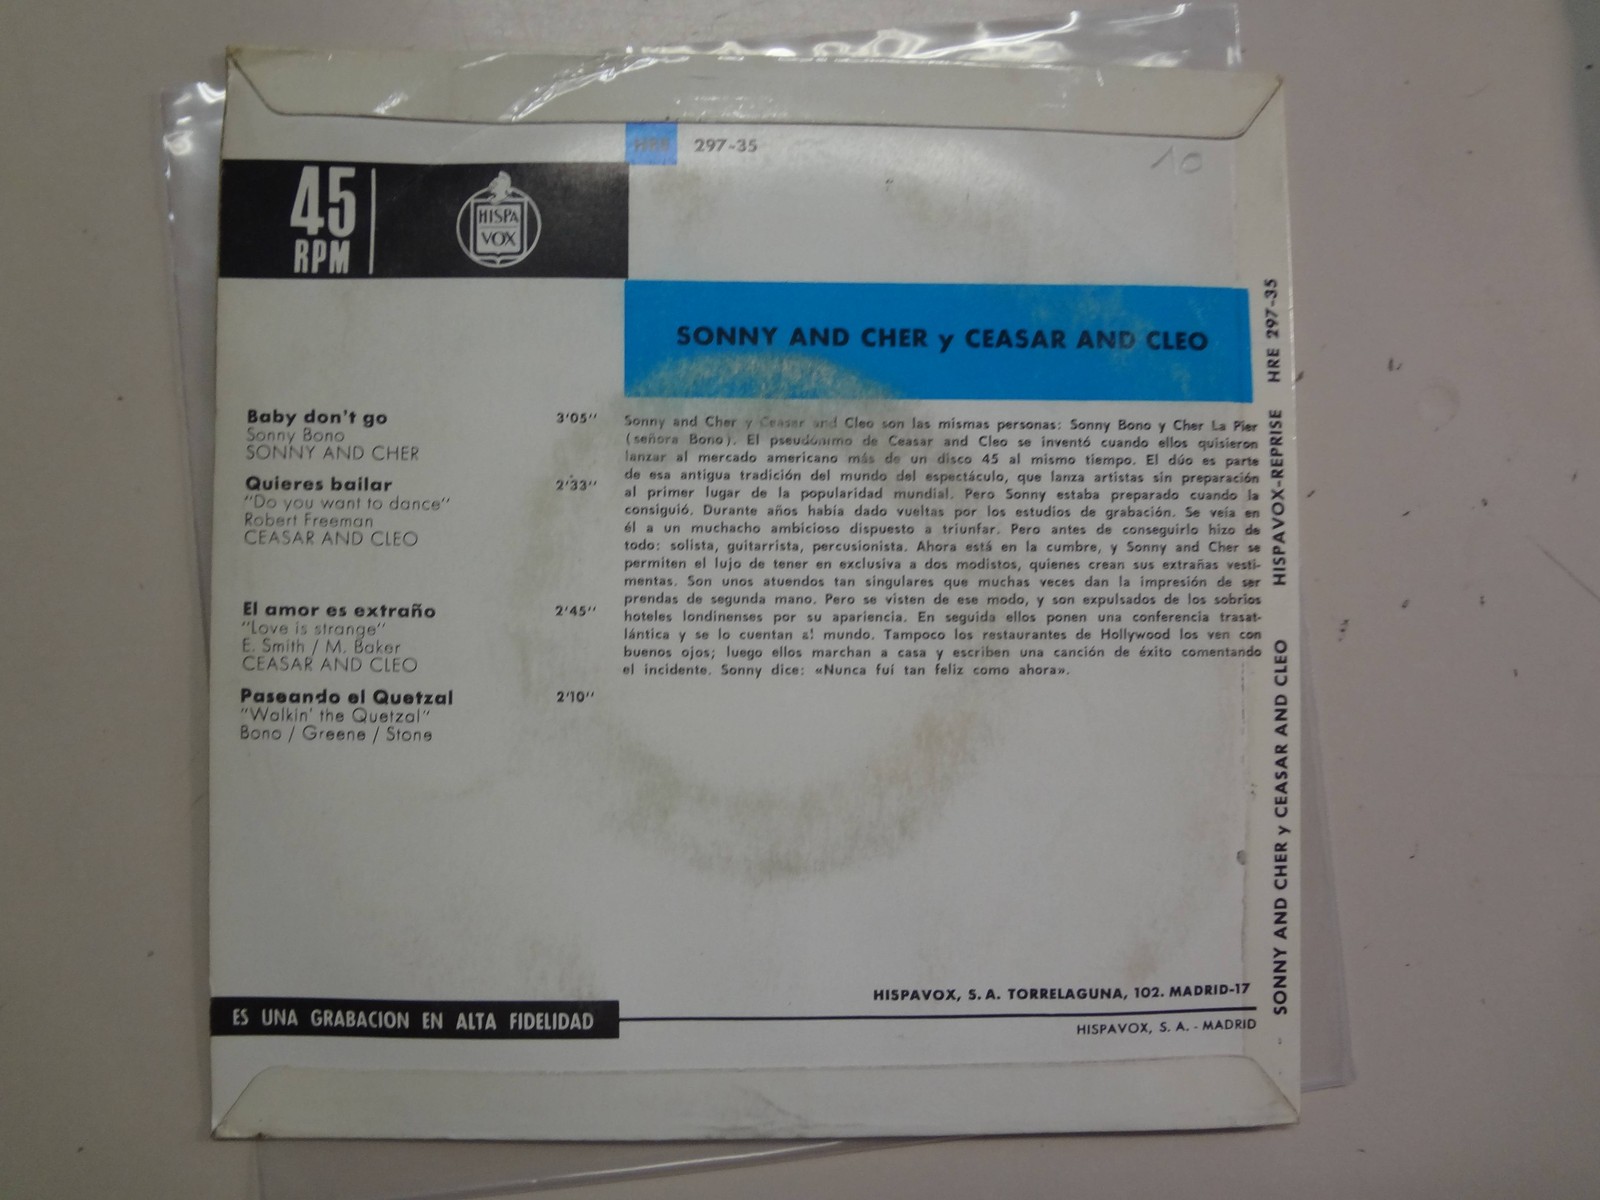 HRE 297-35
10
45
RPM
HISPA
VOX
SONNY AND CHER y CEASAR AND CLEO
Baby don't go 3'05''
Sonny Bono
SONNY AND CHER
Quieres bailar 2'33''
"Do you want to dance"
Robert Freeman
CEASAR AND CLEO
El amor es extraño 2'45''
"Love is strange"
E. Smith / M. Baker
CEASAR AND CLEO
Paseando el Quetzal 2'10''
"Walkin' the Quetzal"
Bono / Greene / Stone
Sonny and Cher y Ceasar and Cleo son las mismas personas: Sonny Bono y Cher La Pier
(señora Bono). El pseudónimo de Ceasar and Cleo se inventó cuando ellos quisieron
lanzar al mercado americano más de un disco 45 al mismo tiempo. El dúo es parte
de esa antigua tradición del mundo del espectáculo, que lanza artistas sin preparación
al primer lugar de la popularidad mundial. Pero Sonny estaba preparado cuando la
consiguió. Durante años había dado vueltas por los estudios de grabación. Se veía en
él a un muchacho ambicioso dispuesto a triunfar. Pero antes de conseguirlo hizo de
todo: solista, guitarrista, percusionista. Ahora está en la cumbre, y Sonny and Cher se
permiten el lujo de tener en exclusiva a dos modistos, quienes crean sus extrañas vesti-
mentas. Son unos atuendos tan singulares que muchas veces dan la impresión de ser
prendas de segunda mano. Pero se visten de ese modo, y son expulsados de los sobrios
hoteles londinenses por su apariencia. En seguida ellos ponen una conferencia trasat-
lántica y se lo cuentan al mundo. Tampoco los restaurantes de Hollywood los ven con
buenos ojos; luego ellos marchan a casa y escriben una canción de éxito comentando
el incidente. Sonny dice: «Nunca fui tan feliz como ahora».
HISPAVOX, S. A. TORRELAGUNA, 102. MADRID-17
ES UNA GRABACION EN ALTA FIDELIDAD
HISPAVOX, S. A. - MADRID
- SONNY AND CHER y CEASAR AND CLEO HISPAVOX-REPRISE HRE 297-35